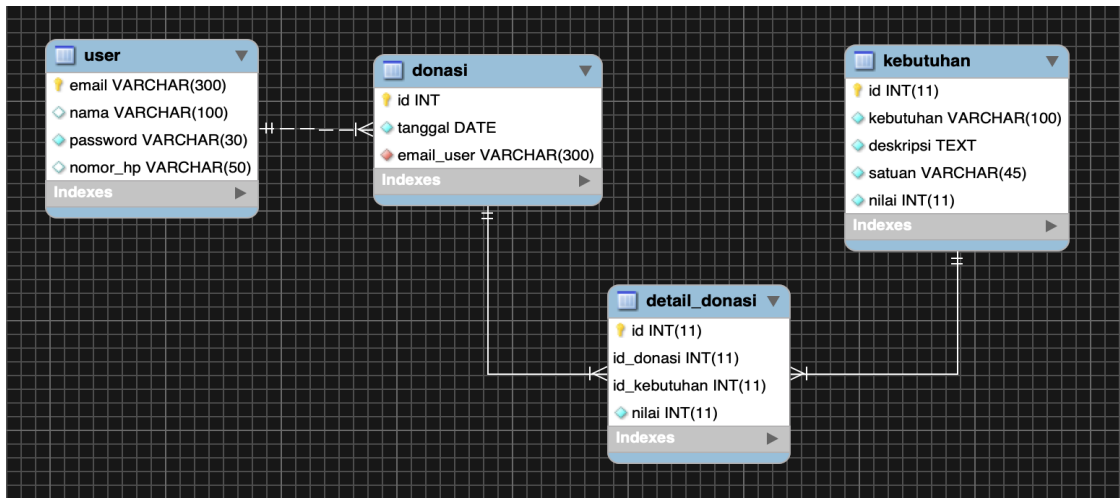 user
email VARCHAR(300)
nama VARCHAR(100)
password VARCHAR(30)
nomor_hp VARCHAR(50)
Indexes
donasi
id INT
tanggal DATE
email_user VARCHAR(300)
Indexes
kebutuhan
id INT(11)
kebutuhan VARCHAR(100)
deskripsi TEXT
satuan VARCHAR(45)
nilai INT(11)
Indexes
detail_donasi
id INT(11)
id_donasi INT(11)
id_kebutuhan INT(11)
nilai INT(11)
Indexes